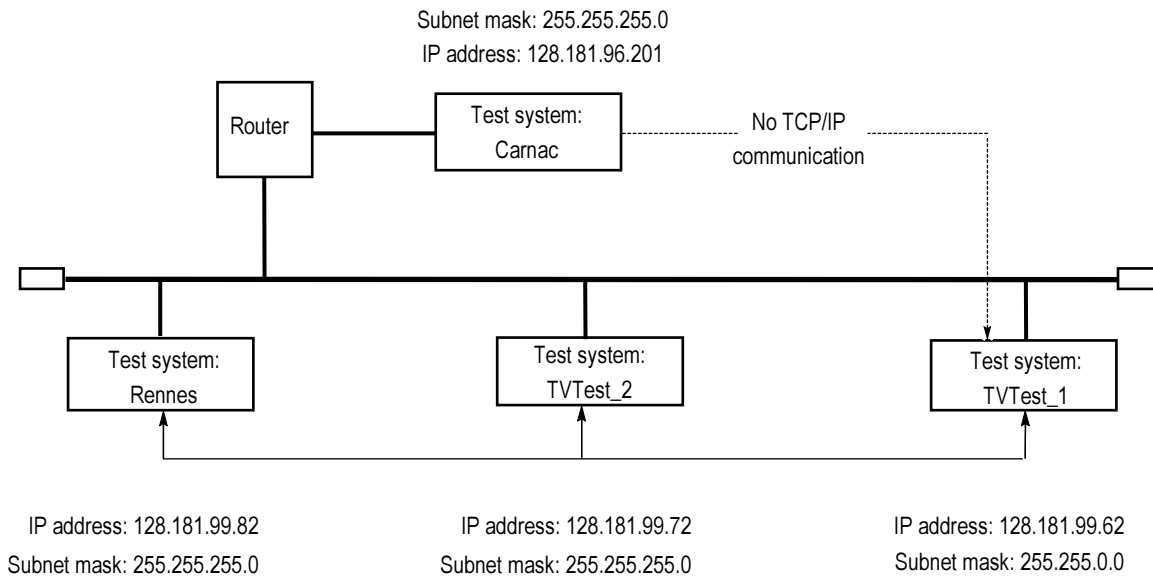 Subnet mask: 255.255.255.0
IP address: 128.181.96.201
Router
Test system:
Carnac
No TCP/IP
communication
Test system:
Rennes
Test system:
TVTest_2
Test system:
TVTest_1
IP address: 128.181.99.82
Subnet mask: 255.255.255.0
IP address: 128.181.99.72
Subnet mask: 255.255.255.0
IP address: 128.181.99.62
Subnet mask: 255.255.0.0